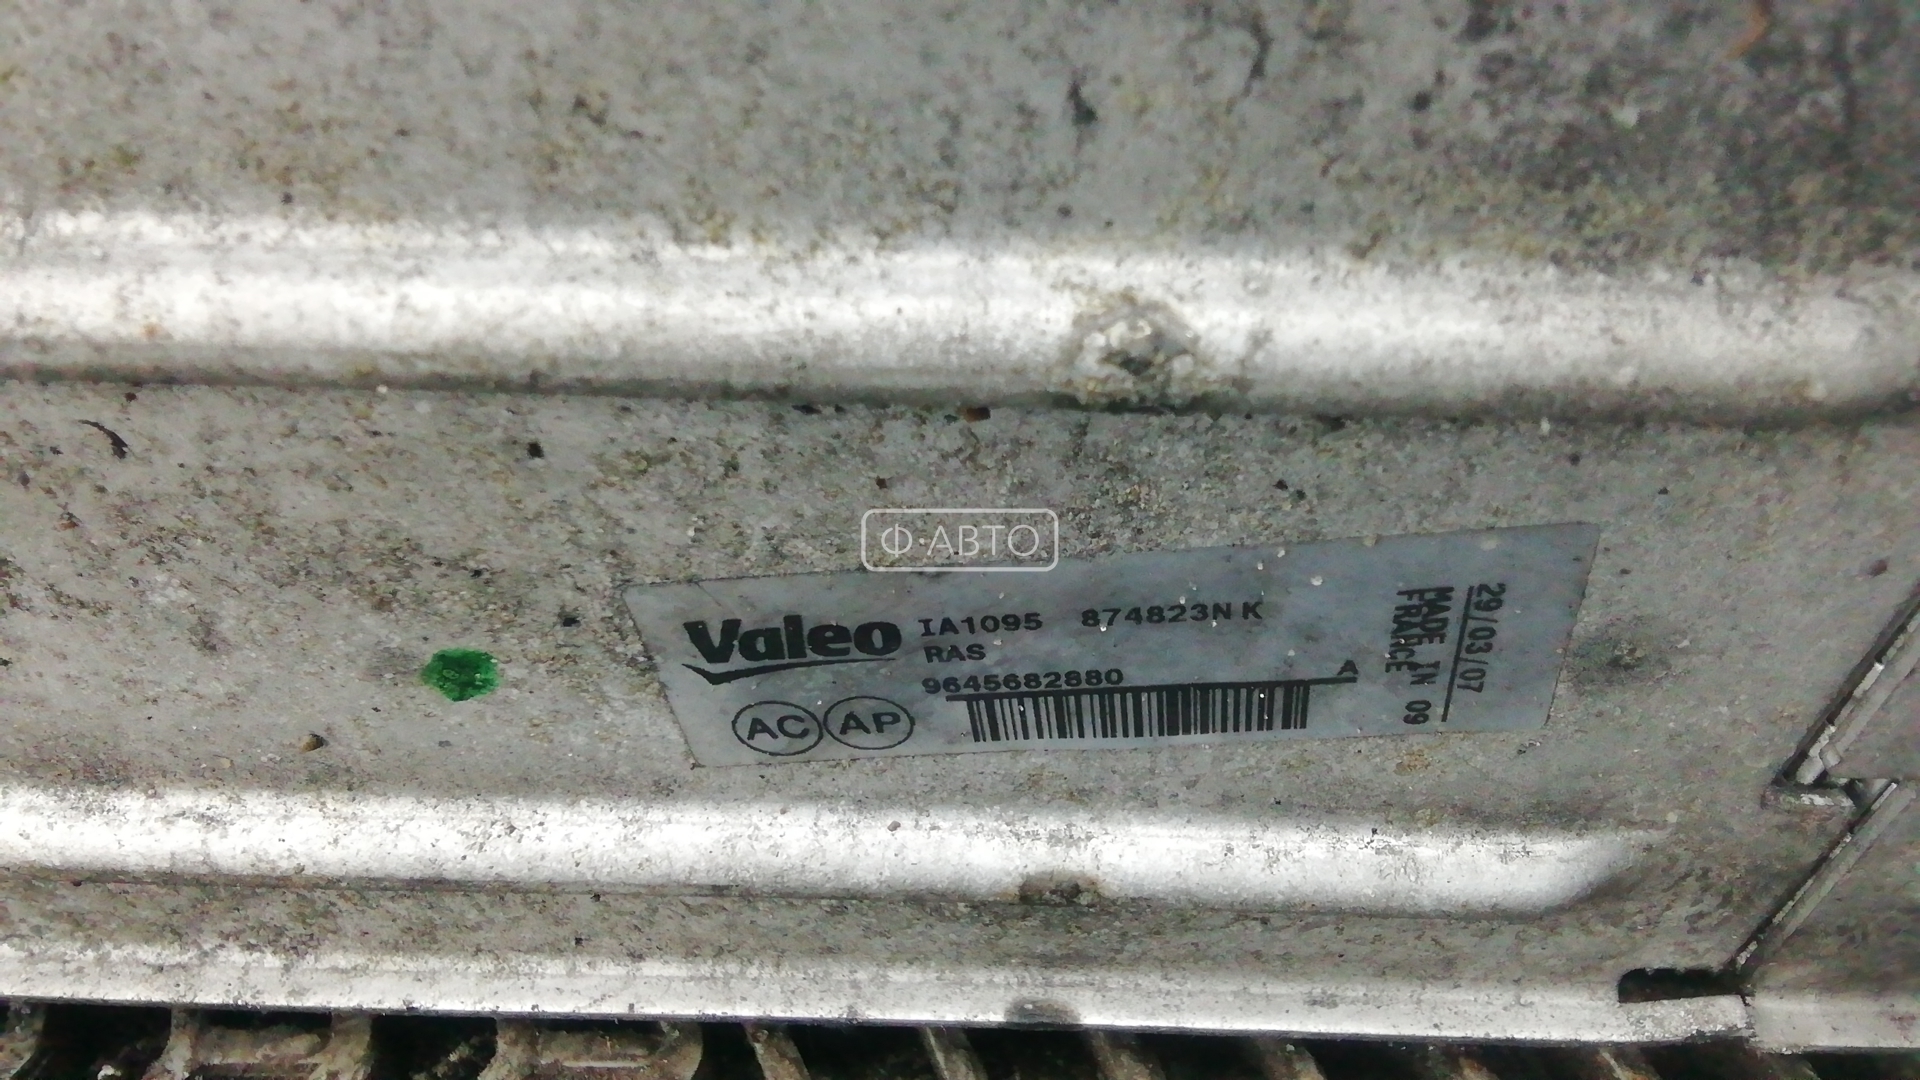 Ф·АВТО
Valeo IA1095 874823N K
RAS
9645682880 A
AC AP
29/03/07
MADE IN 09
FRANCE